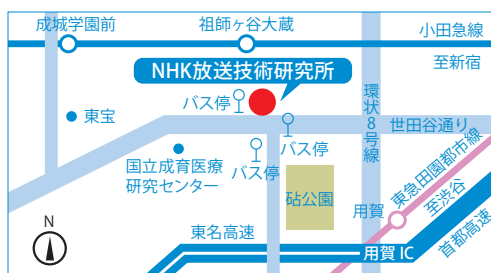 成城学園前
祖師ヶ谷大蔵
小田急線
至新宿
NHK放送技術研究所
バス停
東宝
環状8号線
世田谷通り
バス停
バス停
国立成育医療
研究センター
砧公園
用賀
東急田園都市線
至渋谷
首都高速
N
東名高速
用賀 IC